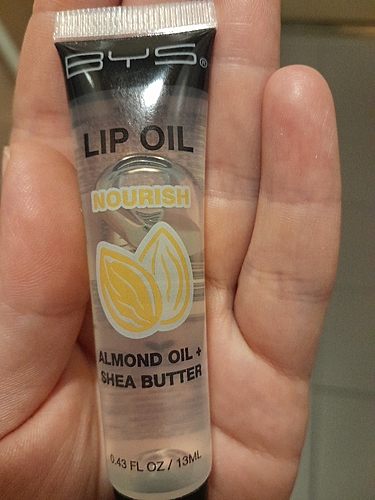 BYS®
LIP OIL
NOURISH
ALMOND OIL +
SHEA BUTTER
0.43 FL OZ / 13ML